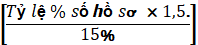 [Tỷ lệ % số hồ sơ × 1,5.
15%]